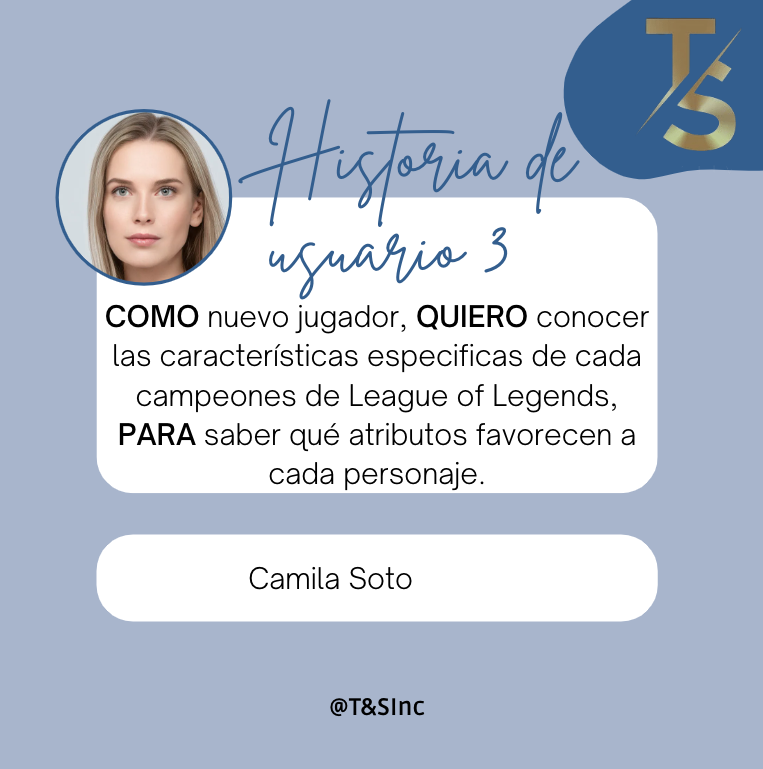 T/S
Historia de
usuario 3
COMO nuevo jugador, QUIERO conocer
las características especificas de cada
campeones de League of Legends,
PARA saber qué atributos favorecen a
cada personaje.
Camila Soto
@T&SInc